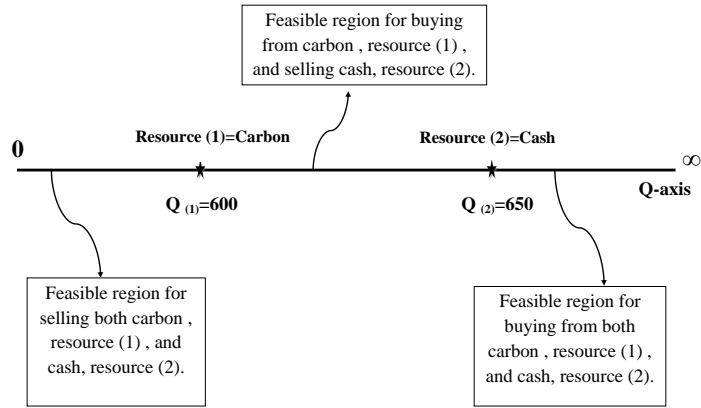 Feasible region for buying
from carbon , resource (1) ,
and selling cash, resource (2).
Resource (1)=Carbon
Resource (2)=Cash
0
∞
Q-axis
Q (1)=600
Q (2)=650
Feasible region for
selling both carbon ,
resource (1) , and
cash, resource (2).
Feasible region for
buying from both
carbon , resource (1) ,
and cash, resource (2).